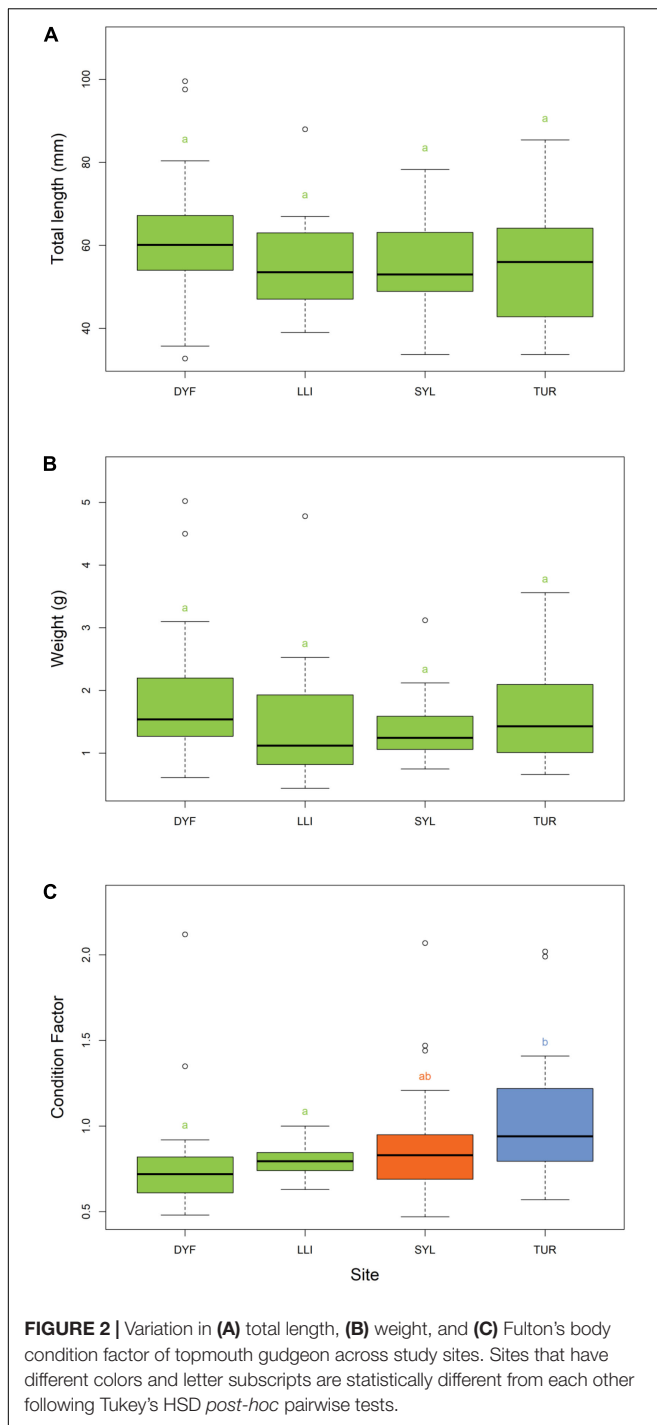 A
Total length (mm)
100
80
60
40
a
a
a
a
DYF
LLI
SYL
TUR
B
Weight (g)
5
4
3
2
1
a
a
a
a
DYF
LLI
SYL
TUR
C
Condition Factor
2.0
1.5
1.0
0.5
a
a
ab
b
DYF
LLI
SYL
TUR
Site
FIGURE 2 | Variation in (A) total length, (B) weight, and (C) Fulton's body
condition factor of topmouth gudgeon across study sites. Sites that have
different colors and letter subscripts are statistically different from each other
following Tukey's HSD post-hoc pairwise tests.